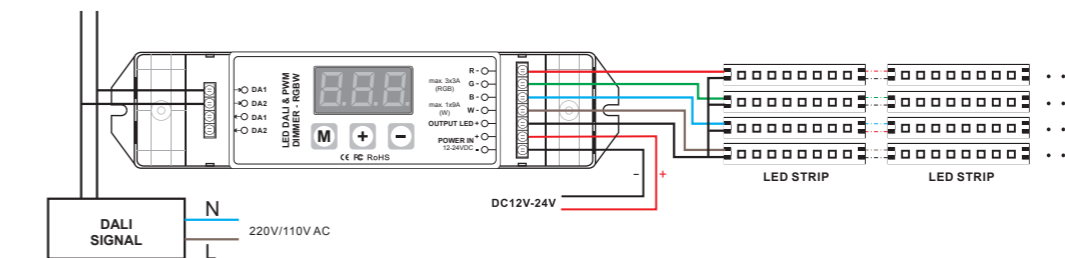 DA1
DA2
DA1
DA2
LED DALI & PWM
DIMMER - RGBW
8.8.8.
M + −
CE FC RoHS
R -
max. 3x3A
(RGB)
G -
B -
max. 1x9A
(W)
W -
OUTPUT LED +
POWER IN +
12-24VDC -
− +
DC12V-24V
LED STRIP
LED STRIP
DALI
SIGNAL
N
220V/110V AC
L